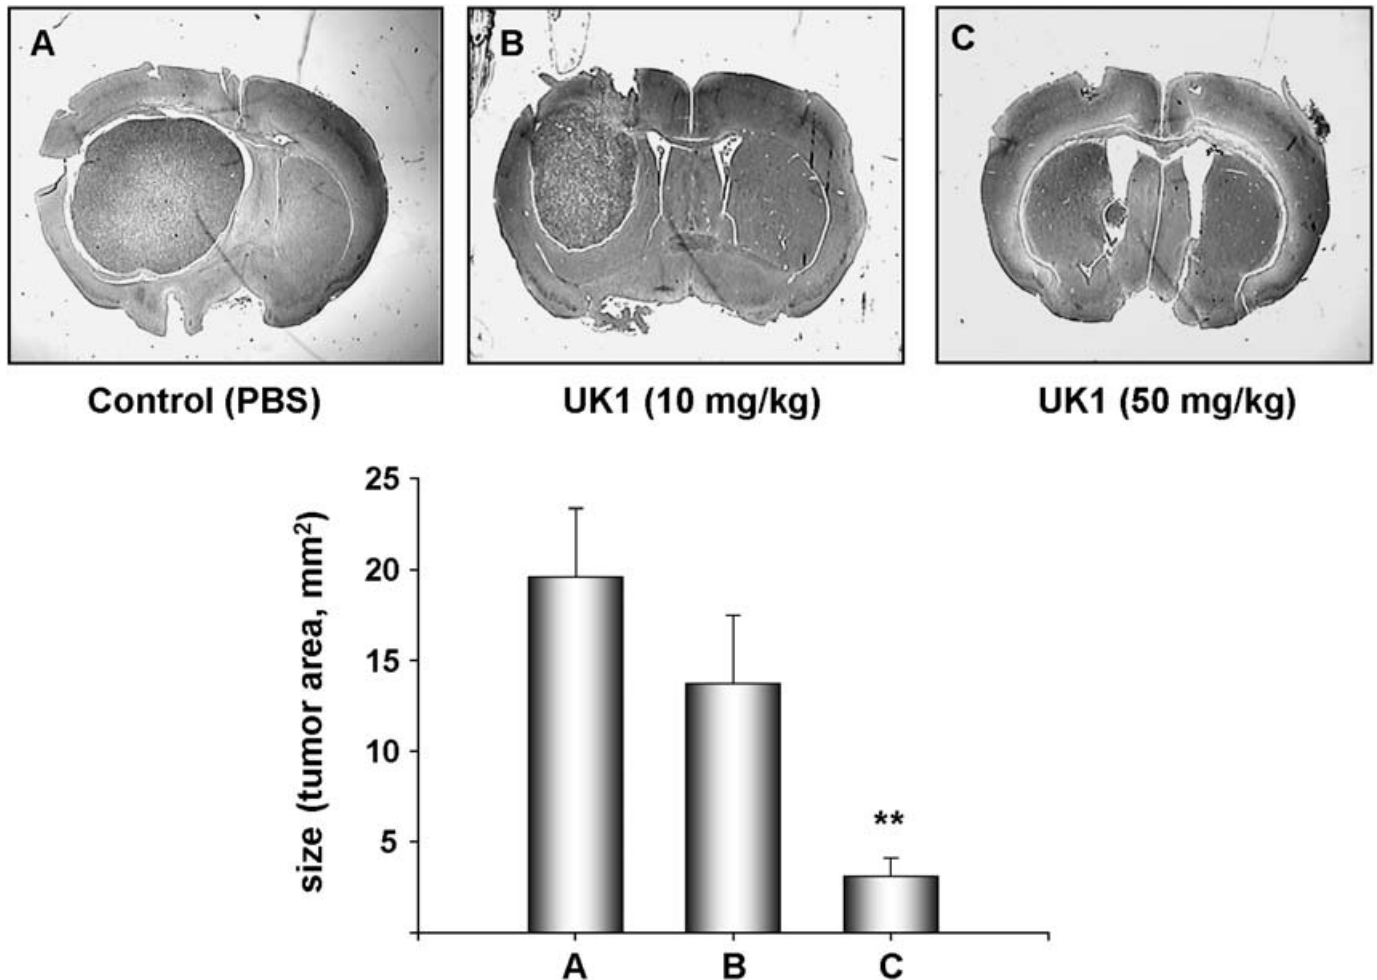 A
B
C
Control (PBS)
UK1 (10 mg/kg)
UK1 (50 mg/kg)
size (tumor area, mm²)
25
20
15
10
5
**
A
B
C